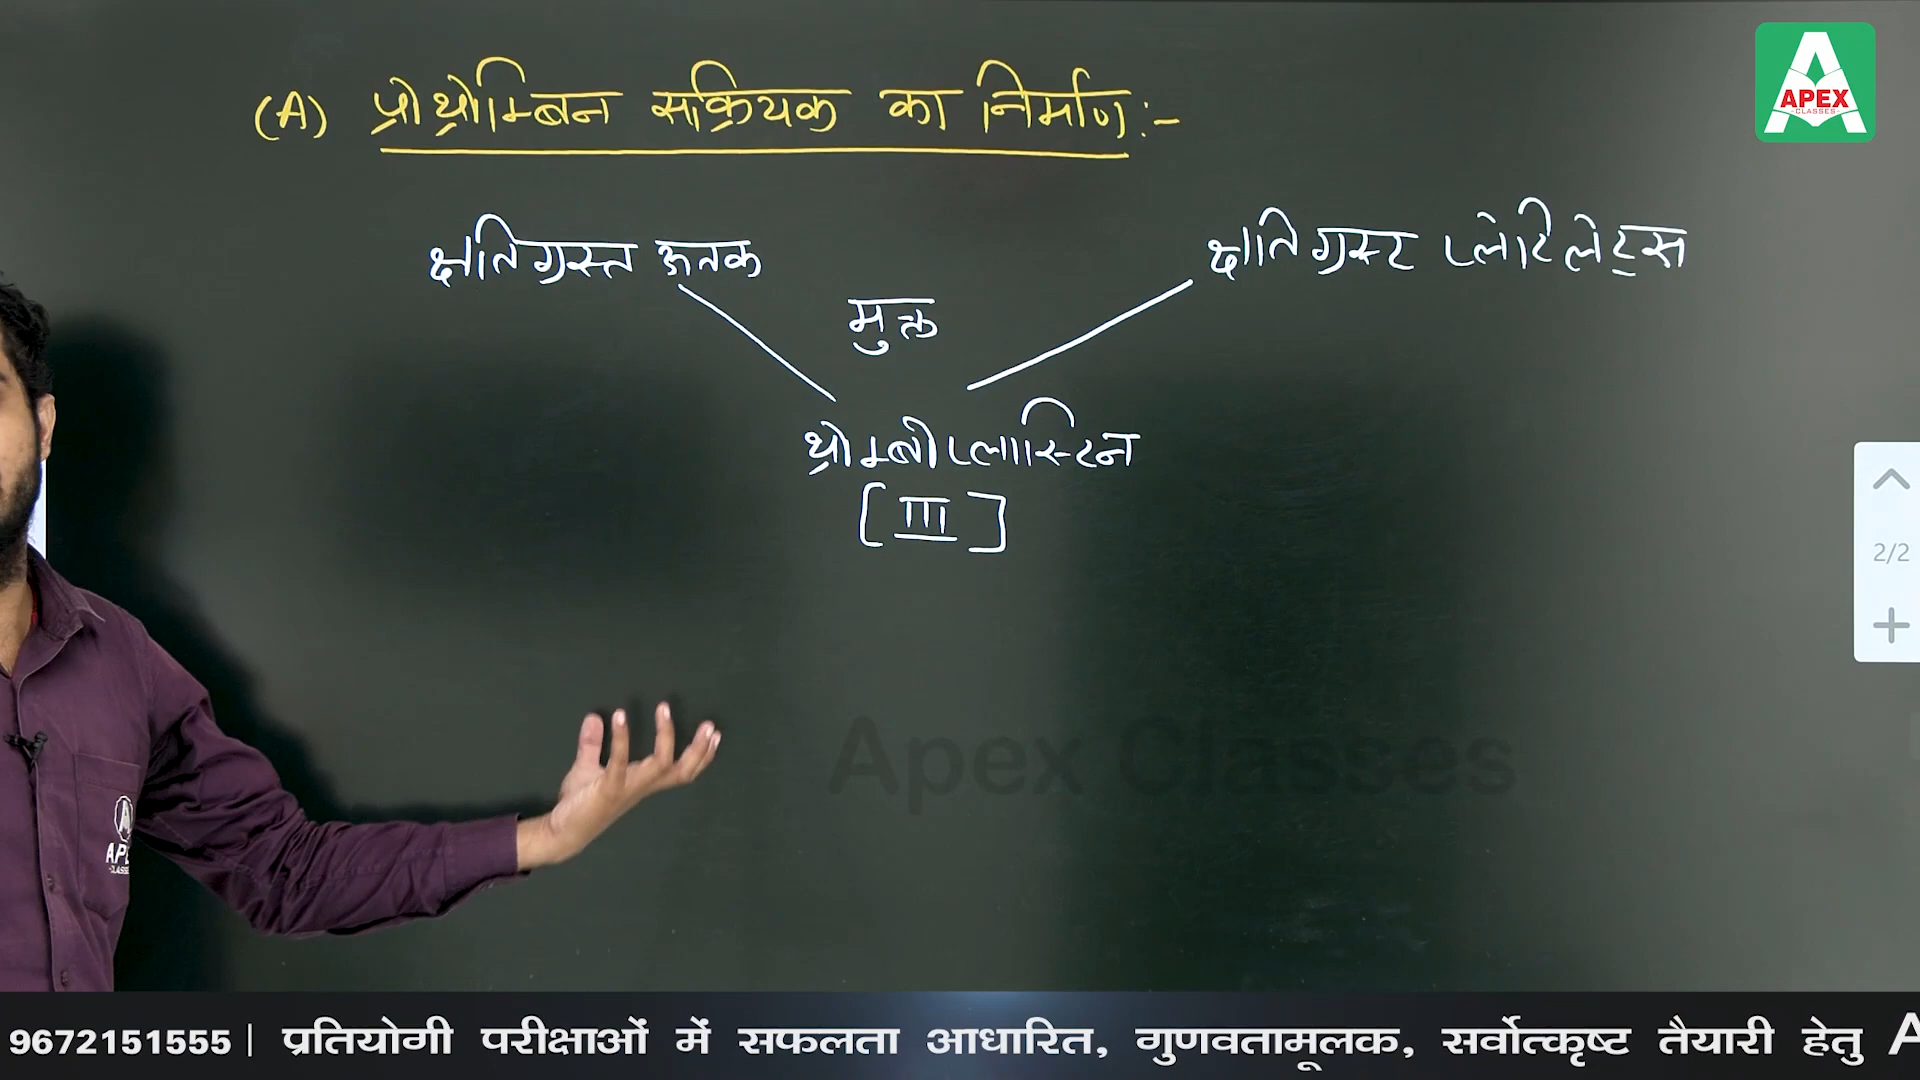 (A) प्रोथ्रोम्बिन सक्रियक का निर्माण:-
क्षतिग्रस्त ऊतक
क्षतिग्रस्ट प्लेटिलेट्स
मुक्त
थ्रोम्बोप्लास्टिन
[III]
Apex Classes
APEX
CLASSES
2/2
9672151555 | प्रतियोगी परीक्षाओं में सफलता आधारित, गुणवतामूलक, सर्वोत्कृष्ट तैयारी हेतु